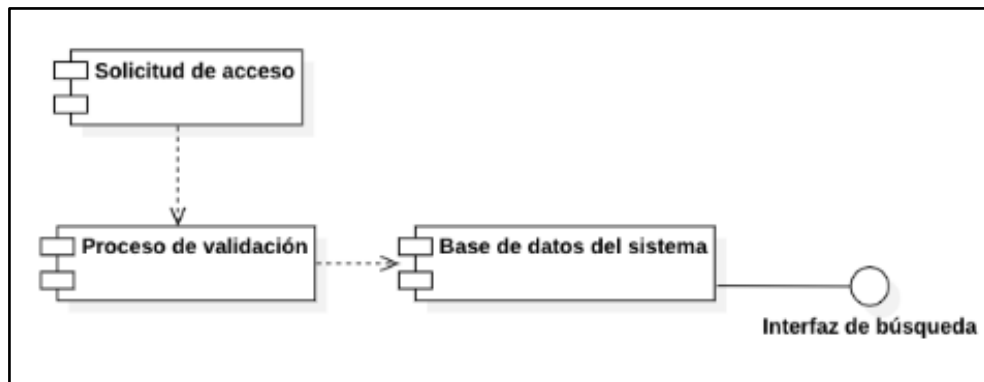 Solicitud de acceso
Proceso de validación
Base de datos del sistema
Interfaz de búsqueda